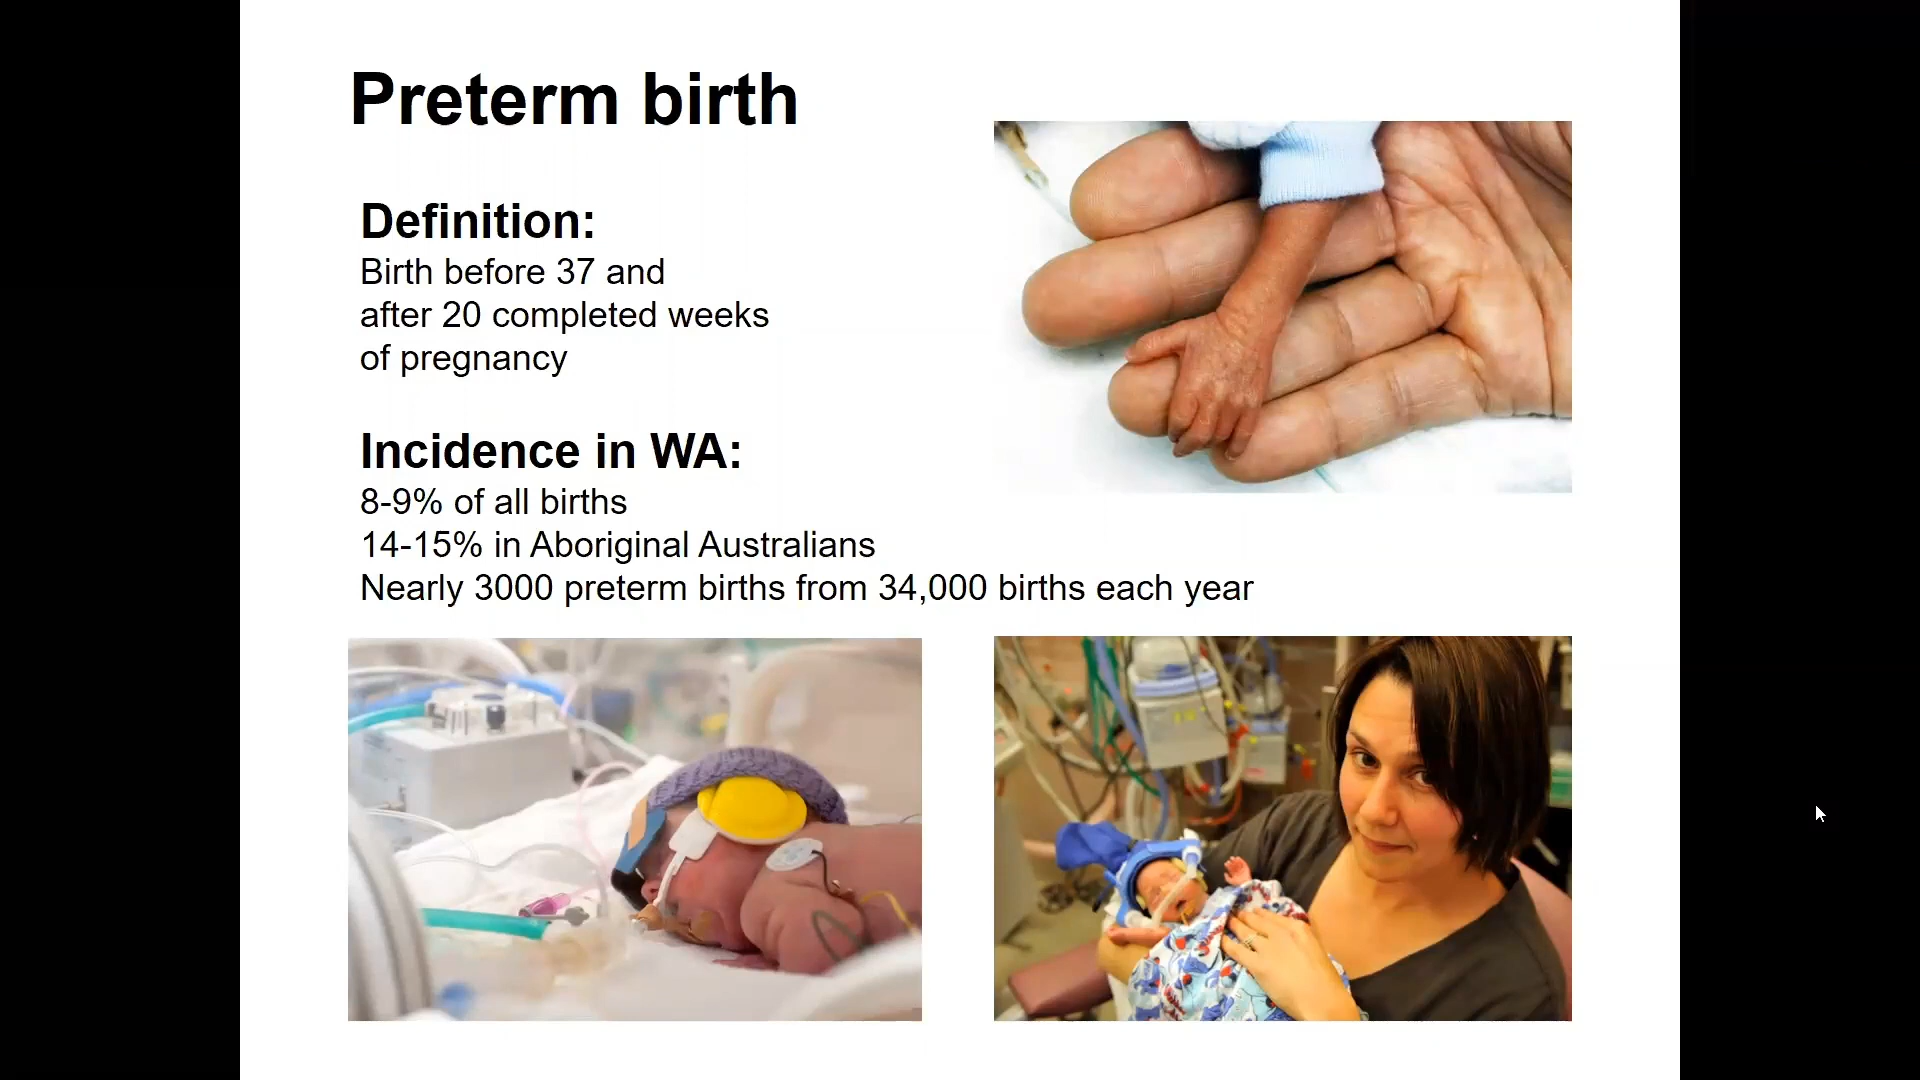 Preterm birth
Definition:
Birth before 37 and
after 20 completed weeks
of pregnancy
Incidence in WA:
8-9% of all births
14-15% in Aboriginal Australians
Nearly 3000 preterm births from 34,000 births each year